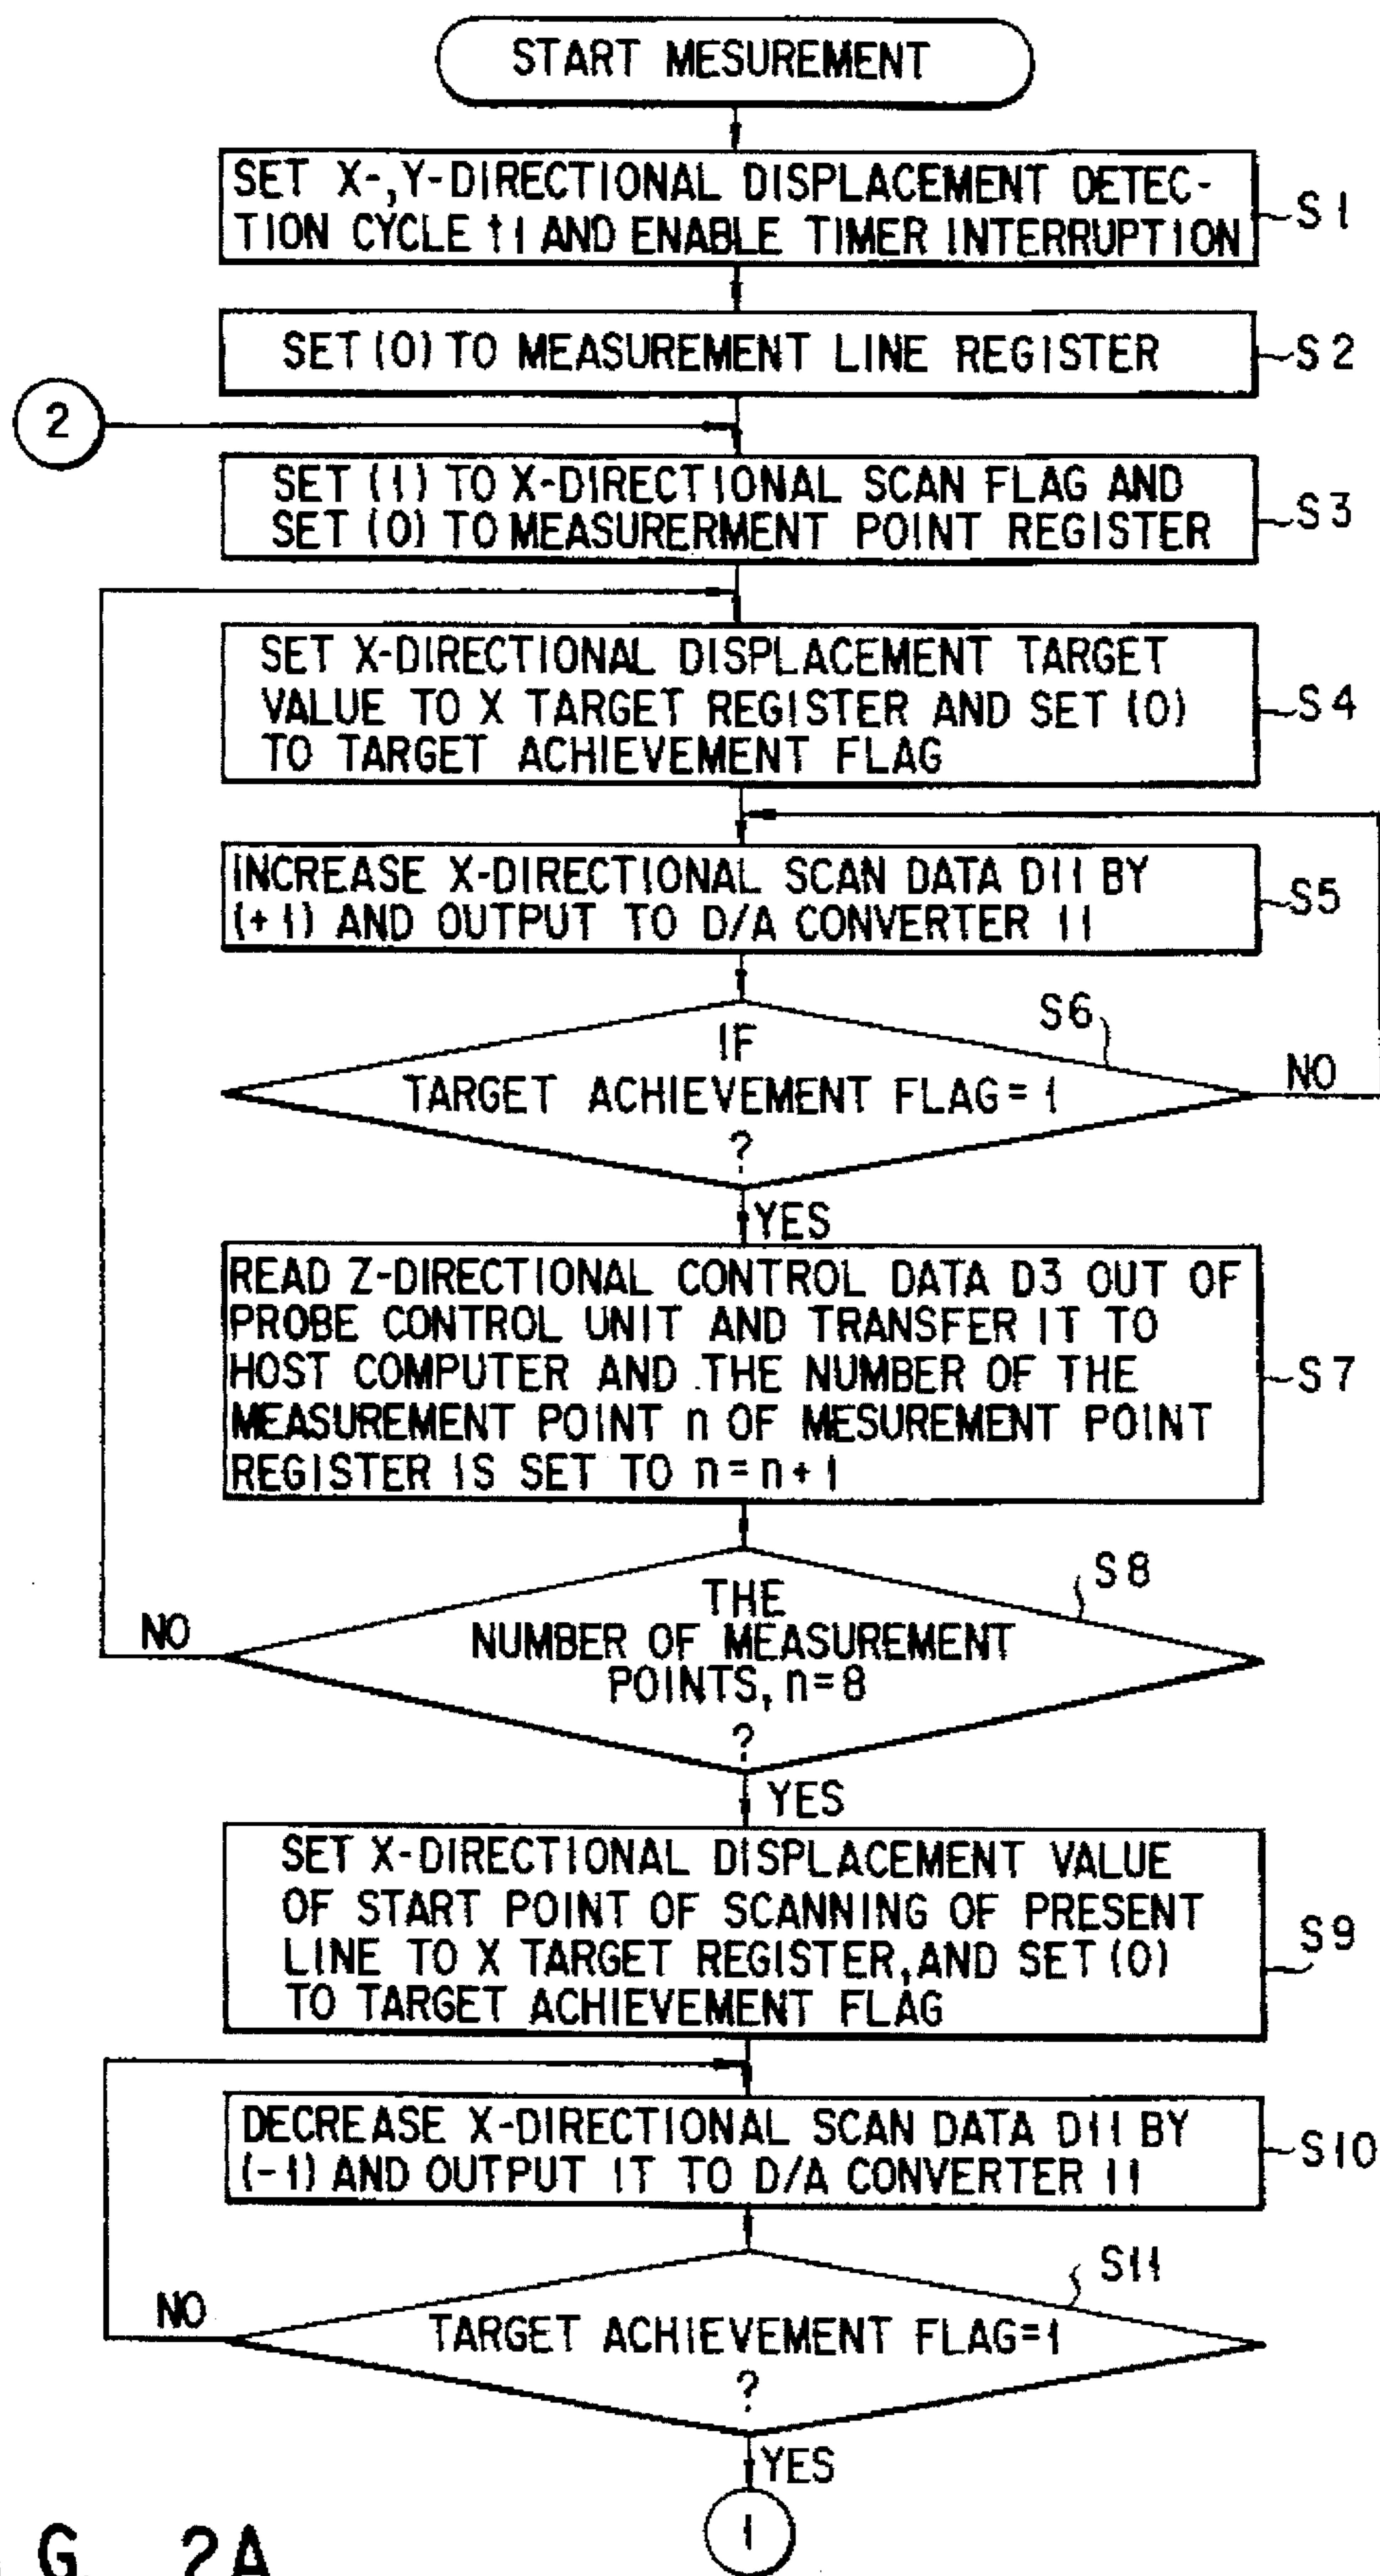 START MESUREMENT
SET X-,Y-DIRECTIONAL DISPLACEMENT DETEC-
TION CYCLE t1 AND ENABLE TIMER INTERRUPTION
S1
SET (0) TO MEASUREMENT LINE REGISTER
S2
2
SET (1) TO X-DIRECTIONAL SCAN FLAG AND
SET (0) TO MEASURERMENT POINT REGISTER
S3
SET X-DIRECTIONAL DISPLACEMENT TARGET
VALUE TO X TARGET REGISTER AND SET (0)
TO TARGET ACHIEVEMENT FLAG
S4
INCREASE X-DIRECTIONAL SCAN DATA D11 BY
(+1) AND OUTPUT TO D/A CONVERTER 11
S5
S6
IF
TARGET ACHIEVEMENT FLAG=1
?
NO
YES
READ Z-DIRECTIONAL CONTROL DATA D3 OUT OF
PROBE CONTROL UNIT AND TRANSFER IT TO
HOST COMPUTER AND THE NUMBER OF THE
MEASUREMENT POINT n OF MESUREMENT POINT
REGISTER IS SET TO n=n+1
S7
S8
THE
NUMBER OF MEASUREMENT
POINTS, n=8
?
NO
YES
SET X-DIRECTIONAL DISPLACEMENT VALUE
OF START POINT OF SCANNING OF PRESENT
LINE TO X TARGET REGISTER, AND SET (0)
TO TARGET ACHIEVEMENT FLAG
S9
DECREASE X-DIRECTIONAL SCAN DATA D11 BY
(-1) AND OUTPUT IT TO D/A CONVERTER 11
S10
S11
TARGET ACHIEVEMENT FLAG=1
?
NO
YES
1
G. 2A